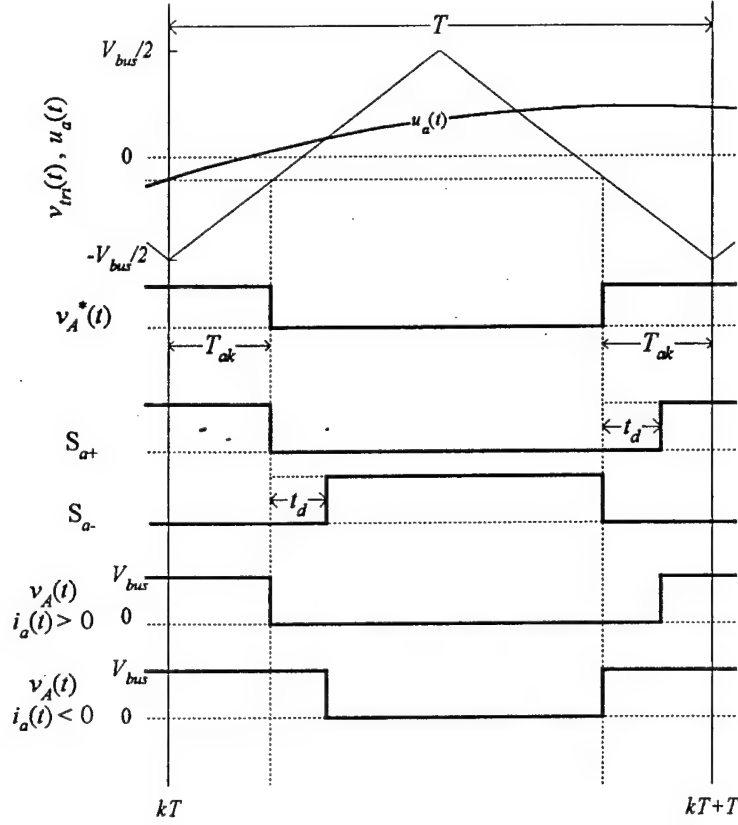 T
V_bus/2
u_a(t)
0
v_tri(t) , u_a(t)
-V_bus/2
v_A*(t)
T_ak
T_ak
S_a+
t_d
S_a-
t_d
v_A(t)
V_bus
i_a(t) > 0
0
v_A(t)
V_bus
i_a(t) < 0
0
kT
kT+T